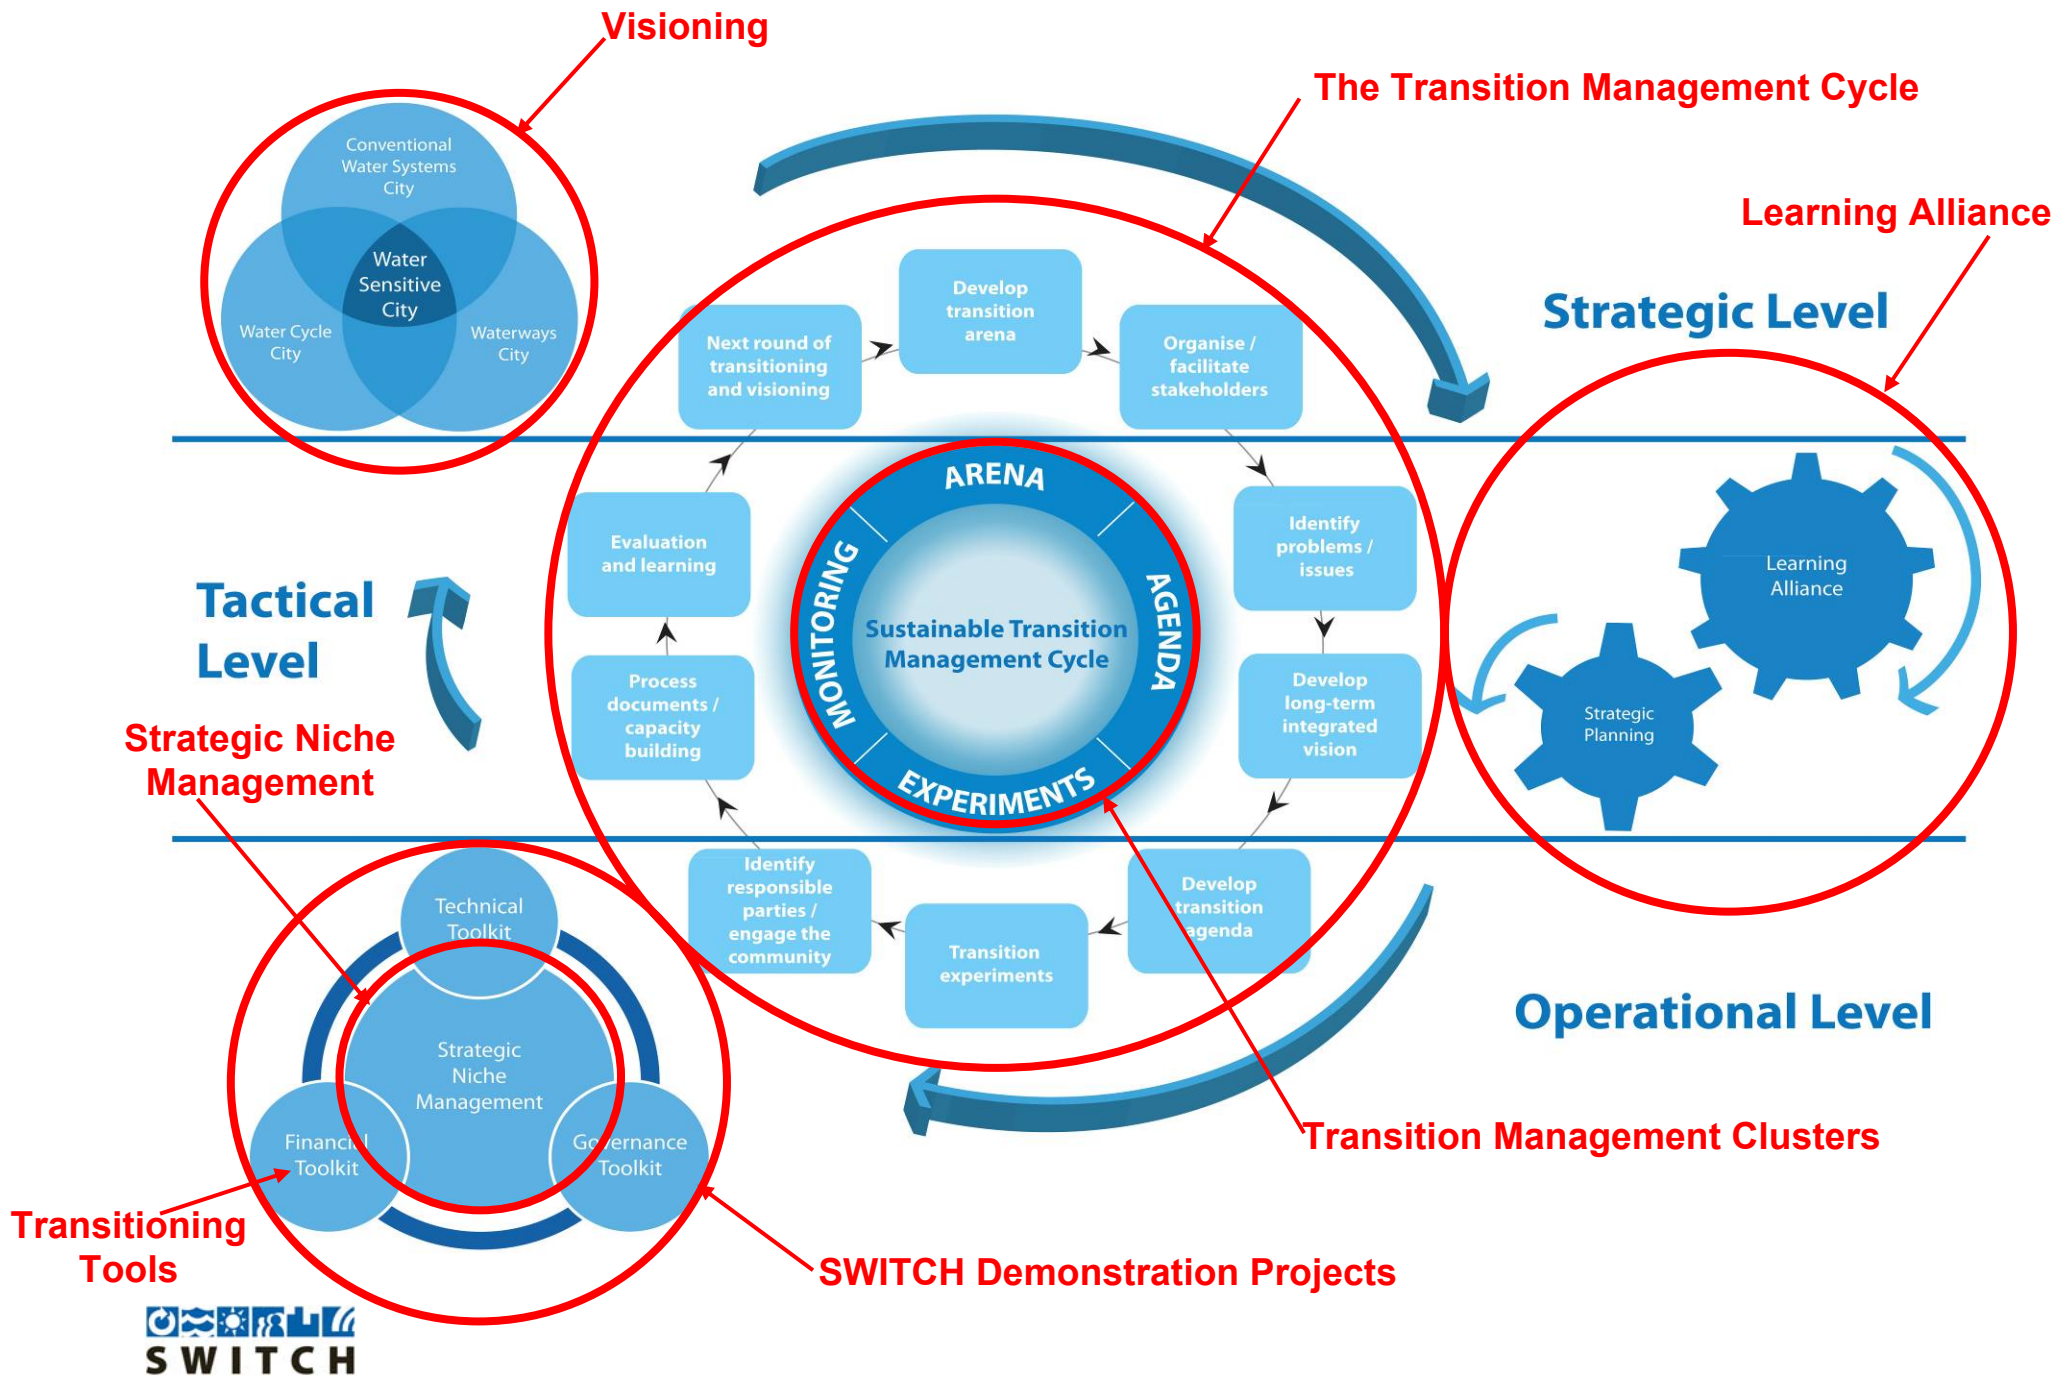 Visioning
The Transition Management Cycle
Learning Alliance
Conventional
Water Systems
City
Water
Sensitive
City
Water Cycle
City
Waterways
City
Strategic Level
Develop
transition
arena
Next round of
transitioning
and visioning
Organise /
facilitate
stakeholders
ARENA
AGENDA
EXPERIMENTS
MONITORING
Sustainable Transition
Management Cycle
Evaluation
and learning
Identify
problems /
issues
Tactical
Level
Process
documents /
capacity
building
Develop
long-term
integrated
vision
Learning
Alliance
Strategic
Planning
Strategic Niche
Management
Identify
responsible
parties /
engage the
community
Transition
experiments
Develop
transition
agenda
Operational Level
Technical
Toolkit
Strategic
Niche
Management
Financial
Toolkit
Governance
Toolkit
Transition Management Clusters
Transitioning
Tools
SWITCH Demonstration Projects
SWITCH